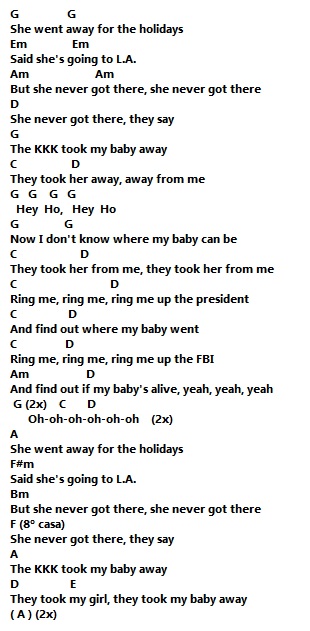 G G
She went away for the holidays
Em Em
Said she's going to L.A.
Am Am
But she never got there, she never got there
D
She never got there, they say
G
The KKK took my baby away
C D
They took her away, away from me
G G G G
Hey Ho, Hey Ho
G G
Now I don't know where my baby can be
C D
They took her from me, they took her from me
C D
Ring me, ring me, ring me up the president
C D
And find out where my baby went
C D
Ring me, ring me, ring me up the FBI
Am D
And find out if my baby's alive, yeah, yeah, yeah
G (2x) C D
Oh-oh-oh-oh-oh-oh (2x)
A
She went away for the holidays
F#m
Said she's going to L.A.
Bm
But she never got there, she never got there
F (8º casa)
She never got there, they say
A
The KKK took my baby away
D E
They took my girl, they took my baby away
( A ) (2x)